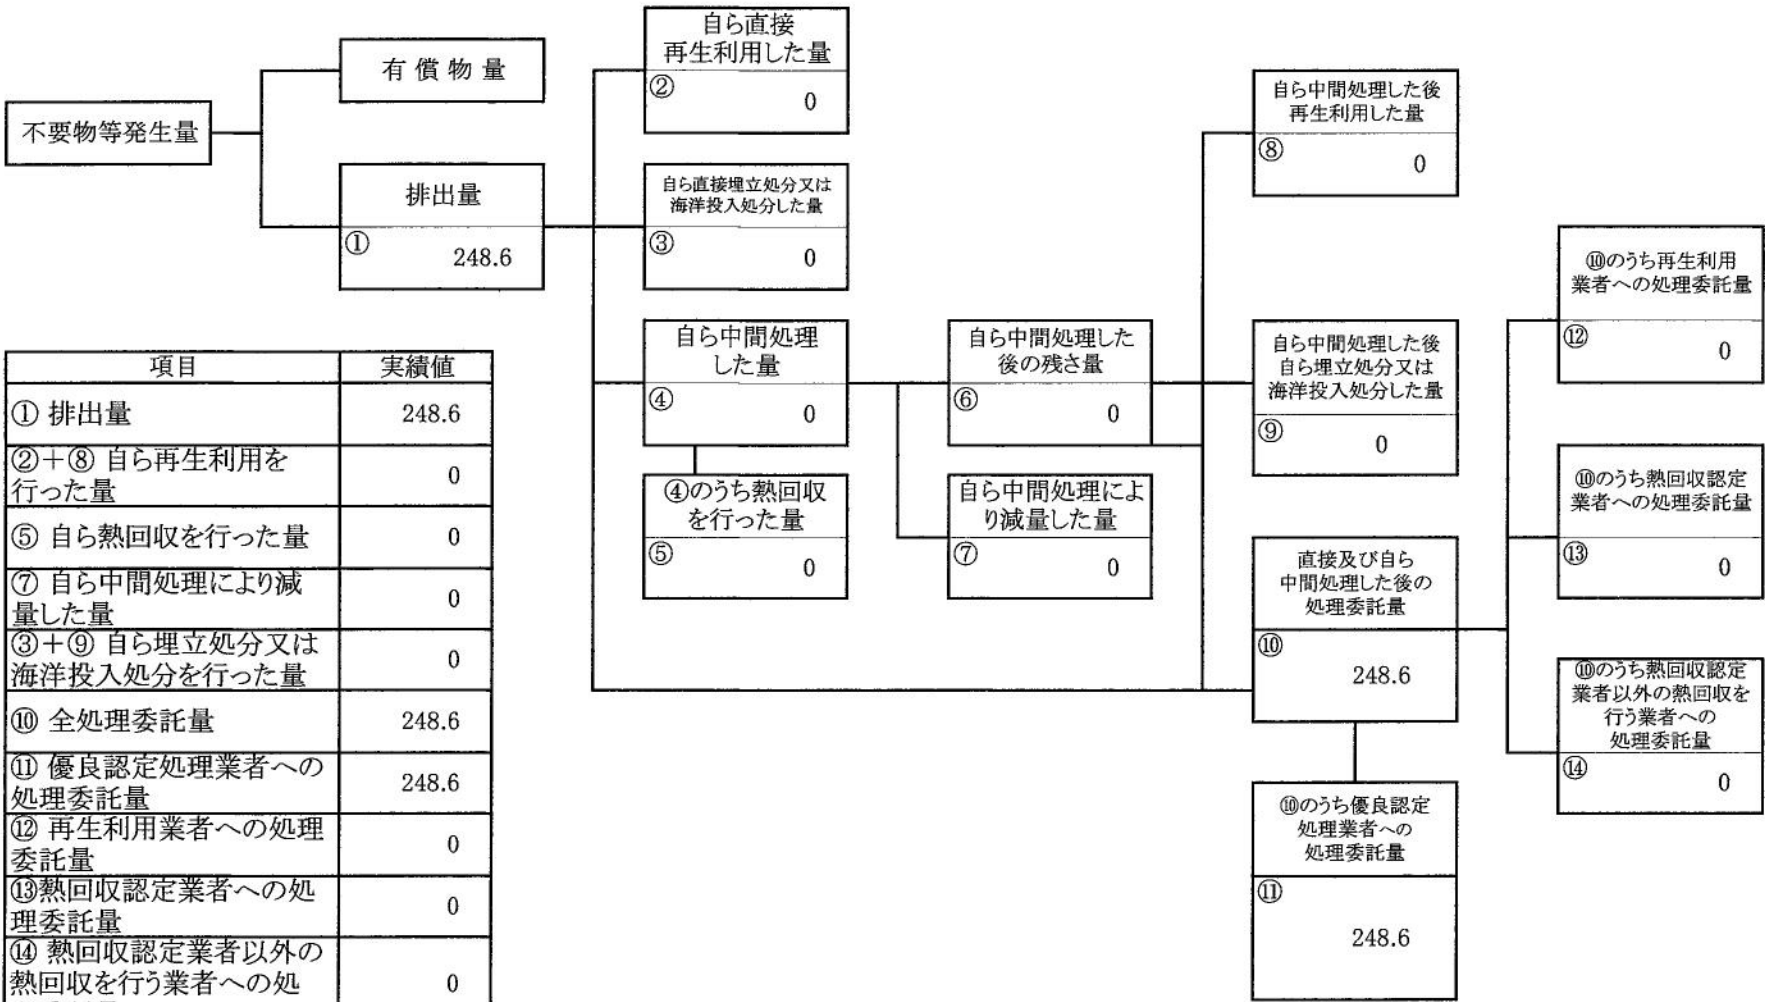 不要物等発生量
有償物量
排出量
①
248.6
自ら直接
再生利用した量
②
0
自ら直接埋立処分又は
海洋投入処分した量
③
0
自ら中間処理
した量
④
0
④のうち熱回収
を行った量
⑤
0
自ら中間処理した
後の残さ量
⑥
0
自ら中間処理によ
り減量した量
⑦
0
自ら中間処理した後
再生利用した量
⑧
0
自ら中間処理した後
自ら埋立処分又は
海洋投入処分した量
⑨
0
直接及び自ら
中間処理した後の
処理委託量
⑩
248.6
⑩のうち優良認定
処理業者への
処理委託量
⑪
248.6
⑩のうち再生利用
業者への処理委託量
⑫
0
⑩のうち熱回収認定
業者への処理委託量
⑬
0
⑩のうち熱回収認定
業者以外の熱回収を
行う業者への
処理委託量
⑭
0
項目 実績値
① 排出量 248.6
②+⑧ 自ら再生利用を
行った量 0
⑤ 自ら熱回収を行った量 0
⑦ 自ら中間処理により減
量した量 0
③+⑨ 自ら埋立処分又は
海洋投入処分を行った量 0
⑩ 全処理委託量 248.6
⑪ 優良認定処理業者への
処理委託量 248.6
⑫ 再生利用業者への処理
委託量 0
⑬熱回収認定業者への処
理委託量 0
⑭ 熱回収認定業者以外の
熱回収を行う業者への処 0